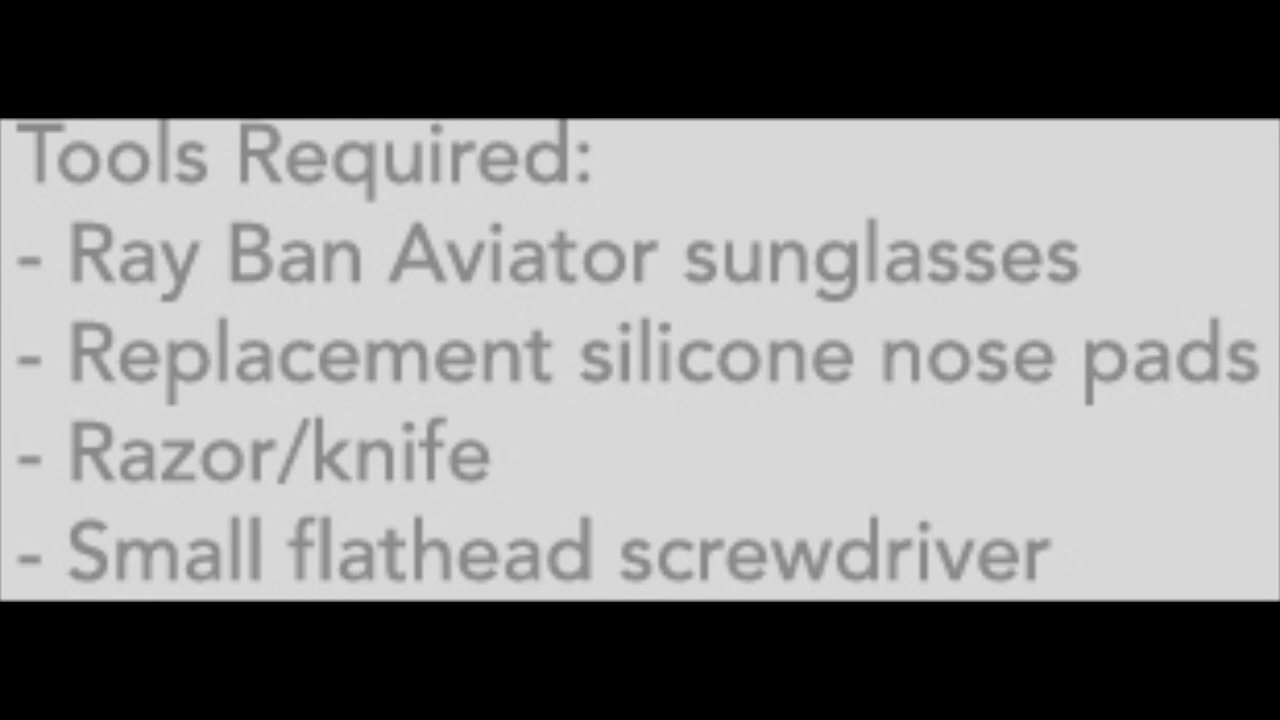 Tools Required:
- Ray Ban Aviator sunglasses
- Replacement silicone nose pads
- Razor/knife
- Small flathead screwdriver